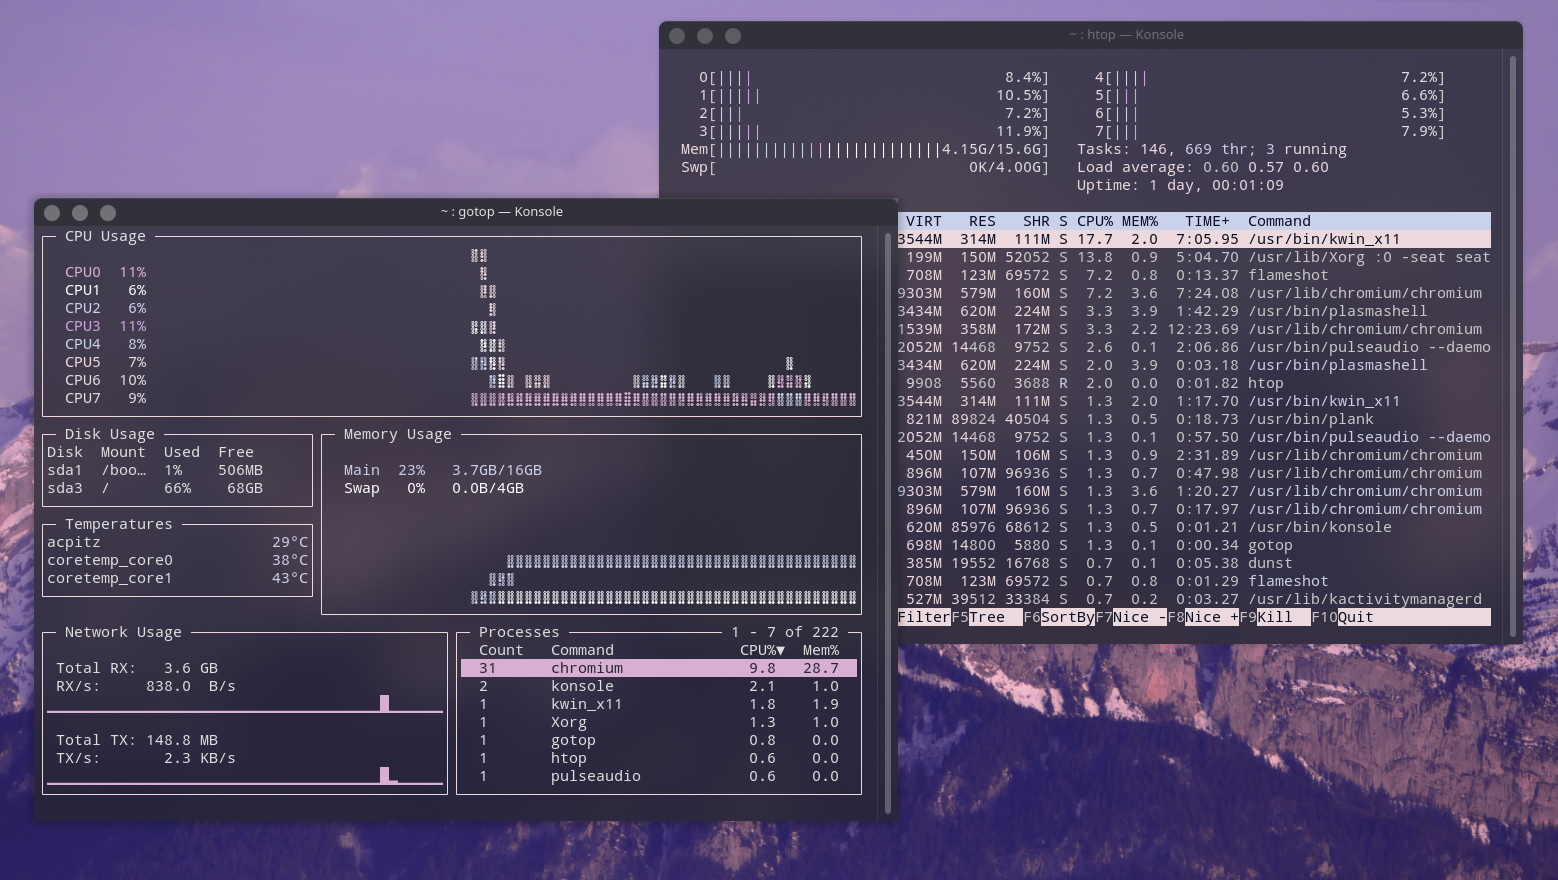 ~ : htop — Konsole
0[|||| 8.4%] 4[|||| 7.2%]
1[||||| 10.5%] 5[||| 6.6%]
2[||| 7.2%] 6[||| 5.3%]
3[||||| 11.9%] 7[||| 7.9%]
Mem[|||||||||||||||||||||||||4.15G/15.6G] Tasks: 146, 669 thr; 3 running
Swp[ 0K/4.00G] Load average: 0.60 0.57 0.60
Uptime: 1 day, 00:01:09
VIRT RES SHR S CPU% MEM% TIME+ Command
3544M 314M 111M S 17.7 2.0 7:05.95 /usr/bin/kwin_x11
199M 150M 52052 S 13.8 0.9 5:04.70 /usr/lib/Xorg :0 -seat seat
708M 123M 69572 S 7.2 0.8 0:13.37 flameshot
9303M 579M 160M S 7.2 3.6 7:24.08 /usr/lib/chromium/chromium
3434M 620M 224M S 3.3 3.9 1:42.29 /usr/bin/plasmashell
1539M 358M 172M S 3.3 2.2 12:23.69 /usr/lib/chromium/chromium
2052M 14468 9752 S 2.6 0.1 2:06.86 /usr/bin/pulseaudio --daemo
3434M 620M 224M S 2.0 3.9 0:03.18 /usr/bin/plasmashell
9908 5560 3688 R 2.0 0.0 0:01.82 htop
3544M 314M 111M S 1.3 2.0 1:17.70 /usr/bin/kwin_x11
821M 89824 40504 S 1.3 0.5 0:18.73 /usr/bin/plank
2052M 14468 9752 S 1.3 0.1 0:57.50 /usr/bin/pulseaudio --daemo
450M 150M 106M S 1.3 0.9 2:31.89 /usr/lib/chromium/chromium
896M 107M 96936 S 1.3 0.7 0:47.98 /usr/lib/chromium/chromium
9303M 579M 160M S 1.3 3.6 1:20.27 /usr/lib/chromium/chromium
896M 107M 96936 S 1.3 0.7 0:17.97 /usr/lib/chromium/chromium
620M 85976 68612 S 1.3 0.5 0:01.21 /usr/bin/konsole
698M 14800 5880 S 1.3 0.1 0:00.34 gotop
385M 19552 16768 S 0.7 0.1 0:05.38 dunst
708M 123M 69572 S 0.7 0.8 0:01.29 flameshot
527M 39512 33384 S 0.7 0.2 0:03.27 /usr/lib/kactivitymanagerd
FilterF5Tree F6SortByF7Nice -F8Nice +F9Kill F10Quit
~ : gotop — Konsole
CPU Usage
CPU0 11%
CPU1 6%
CPU2 6%
CPU3 11%
CPU4 8%
CPU5 7%
CPU6 10%
CPU7 9%
Disk Usage
Disk Mount Used Free
sda1 /boo… 1% 506MB
sda3 / 66% 68GB
Temperatures
acpitz 29°C
coretemp_core0 38°C
coretemp_core1 43°C
Memory Usage
Main 23% 3.7GB/16GB
Swap 0% 0.0B/4GB
Network Usage
Total RX: 3.6 GB
RX/s: 838.0 B/s
Total TX: 148.8 MB
TX/s: 2.3 KB/s
Processes 1 - 7 of 222
Count Command CPU%▼ Mem%
31 chromium 9.8 28.7
2 konsole 2.1 1.0
1 kwin_x11 1.8 1.9
1 Xorg 1.3 1.0
1 gotop 0.8 0.0
1 htop 0.6 0.0
1 pulseaudio 0.6 0.0